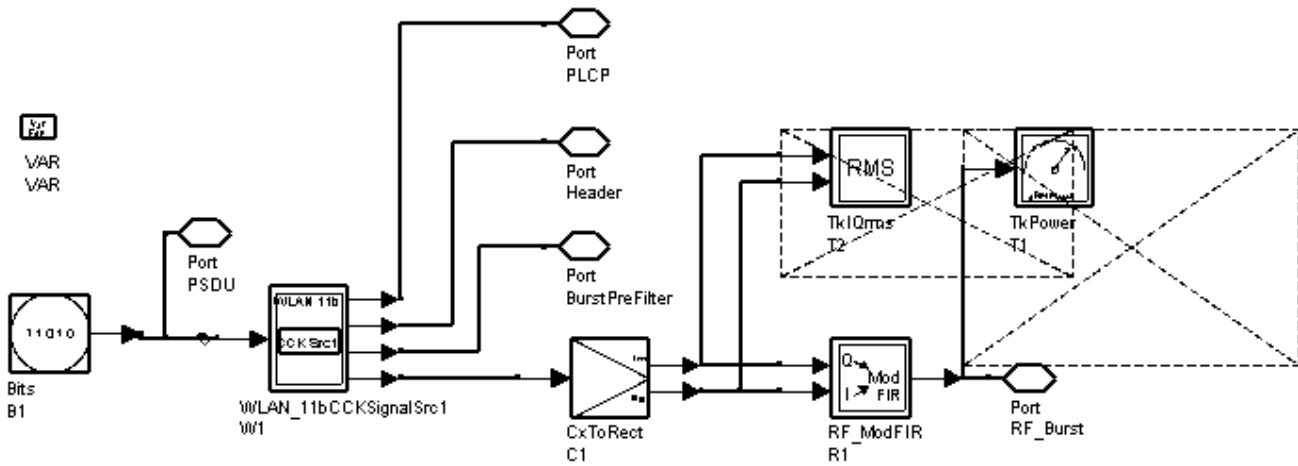 Port
PLCP
Var
VAR
VAR
Port
Header
RMS
TkIQrms
T2
TkPower
T1
Port
PSDU
Port
BurstPreFilter
11010
Bits
B1
WLAN 11b
CCKSrc1
WLAN_11bCCKSignalSrc1
W1
CxToRect
C1
Q
I
Mod
FIR
RF_ModFIR
R1
Port
RF_Burst